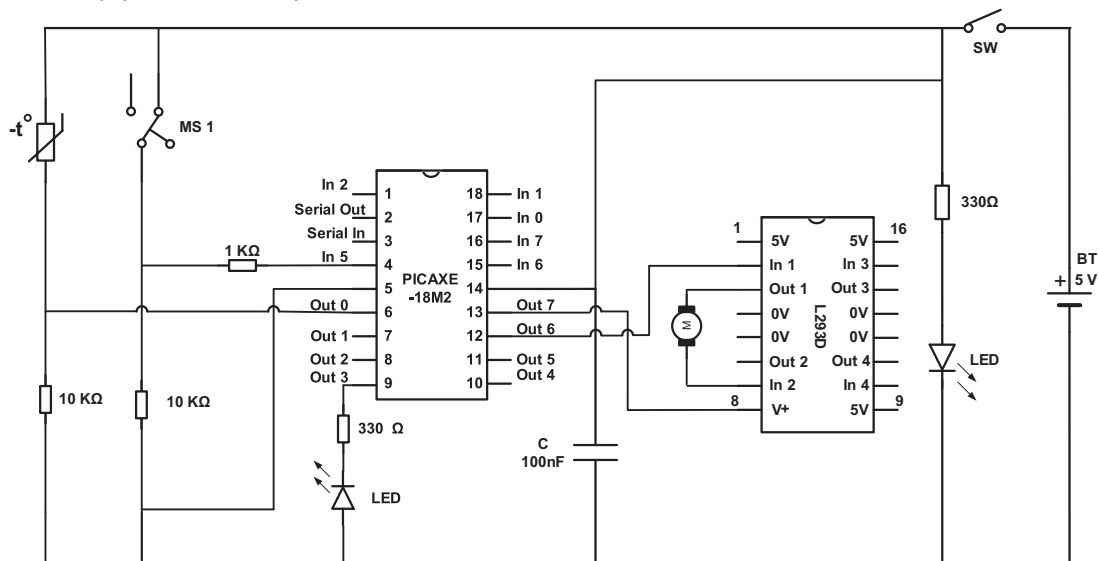 SW
-t°
MS 1
330Ω
1 KΩ
In 2
Serial Out
Serial In
In 5
Out 0
Out 1
Out 2
Out 3
1
2
3
4
5
6
7
8
9
PICAXE
-18M2
18
17
16
15
14
13
12
11
10
In 1
In 0
In 7
In 6
Out 7
Out 6
Out 5
Out 4
1
8
5V
In 1
Out 1
0V
0V
Out 2
In 2
V+
L293D
5V
In 3
Out 3
0V
0V
Out 4
In 4
5V
16
9
M
BT
+ 5 V
LED
10 KΩ
10 KΩ
330 Ω
C
100nF
LED